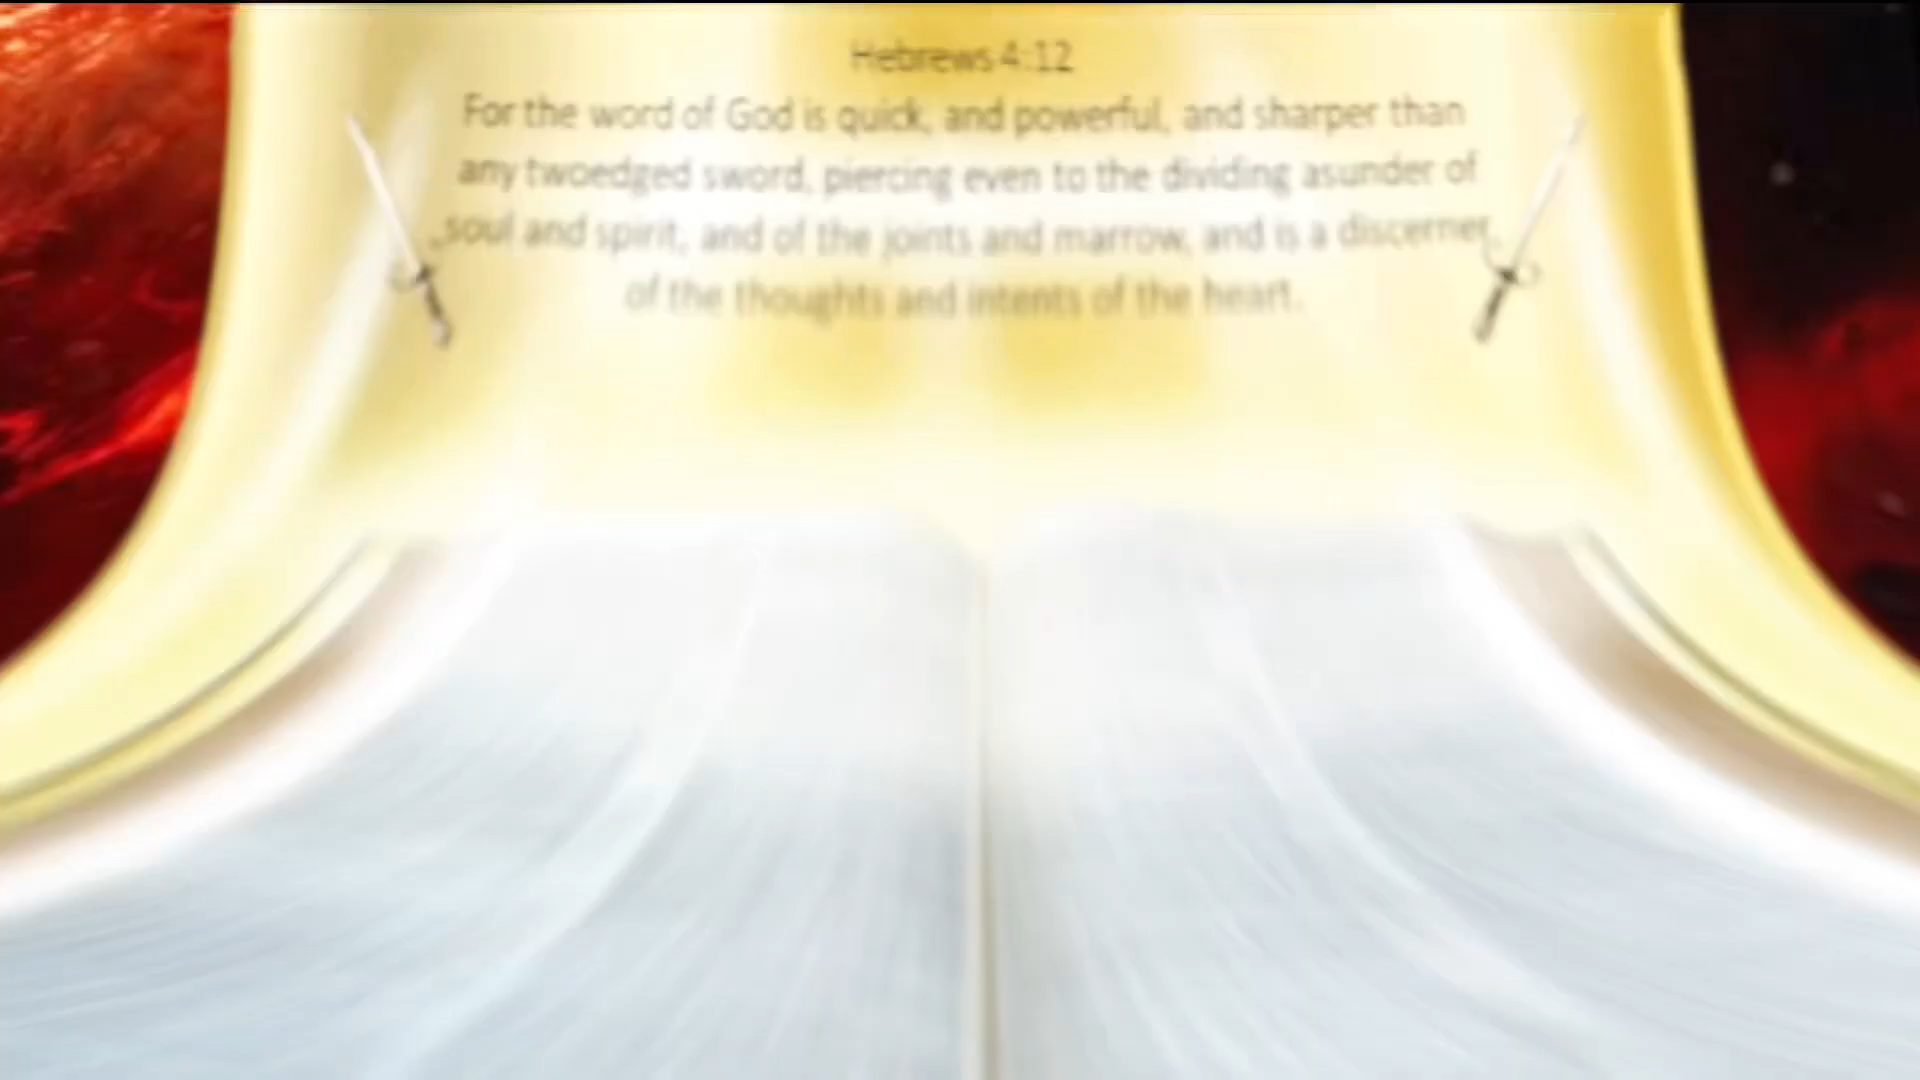 Hebrews 4:12
For the word of God is quick, and powerful, and sharper than
any twoedged sword, piercing even to the dividing asunder of
soul and spirit, and of the joints and marrow, and is a discerner
of the thoughts and intents of the heart.